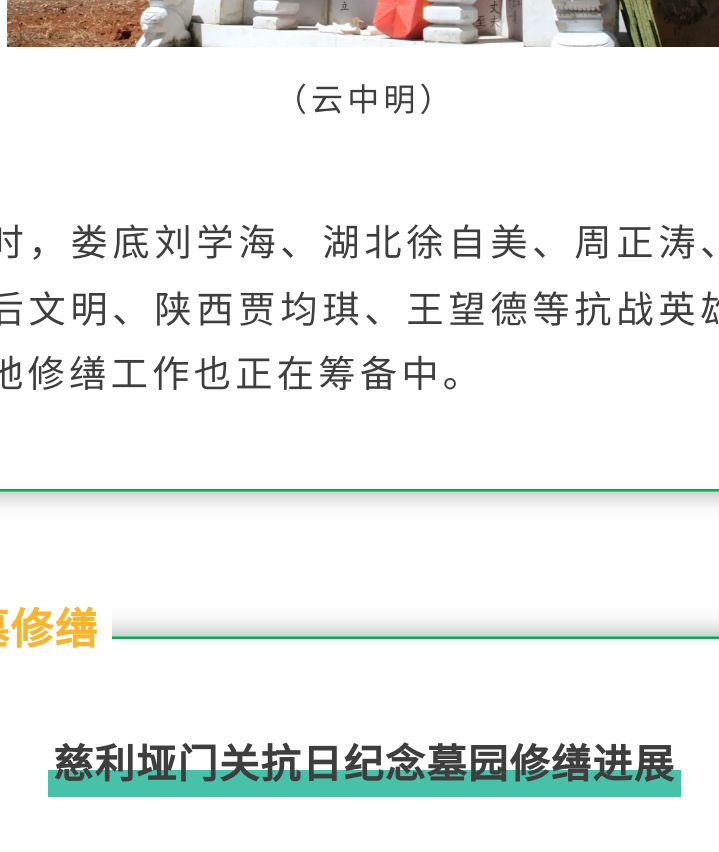 （云中明）
时，娄底刘学海、湖北徐自美、周正涛、
后文明、陕西贾均琪、王望德等抗战英雄
地修缮工作也正在筹备中。
墓修缮
慈利垭门关抗日纪念墓园修缮进展